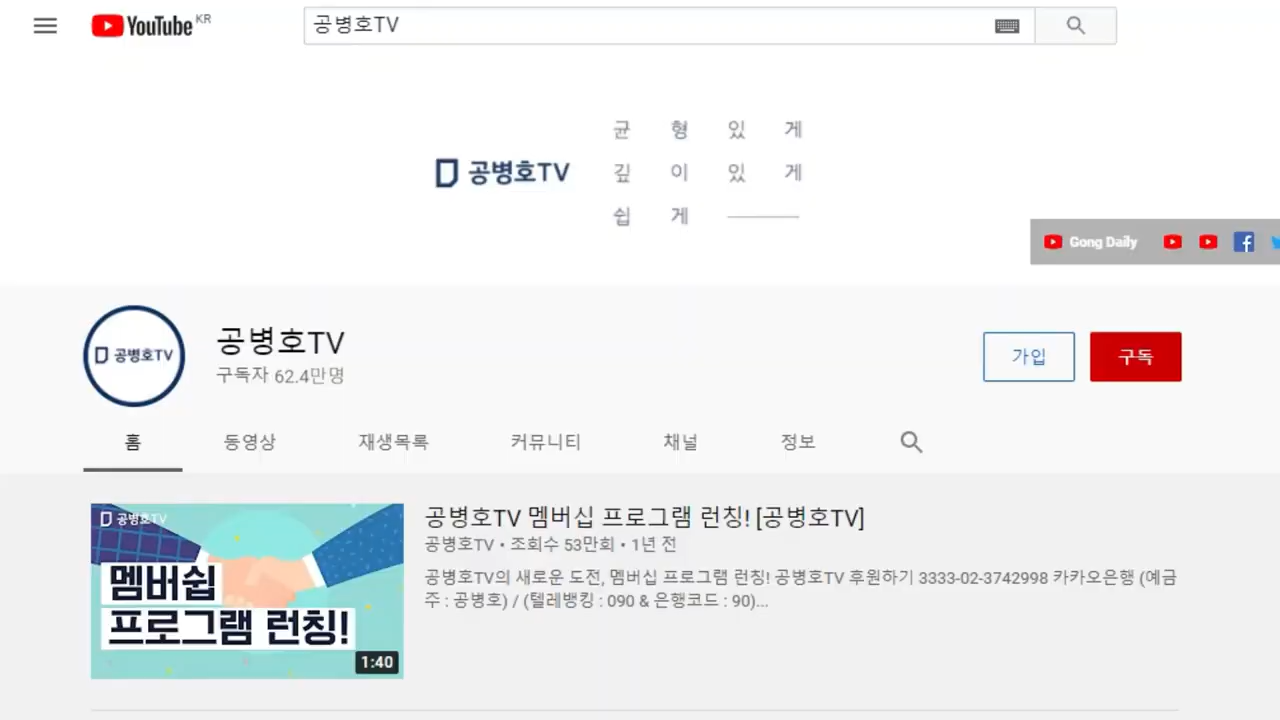 YouTube KR
공병호TV
균 형 있 게
공병호TV
깊 이 있 게
쉽 게
Gong Daily
공병호TV
공병호TV
구독자 62.4만명
가입
구독
홈
동영상
재생목록
커뮤니티
채널
정보
공병호TV
멤버쉽
프로그램 런칭!
1:40
공병호TV 멤버십 프로그램 런칭! [공병호TV]
공병호TV • 조회수 53만회 • 1년 전
공병호TV의 새로운 도전, 멤버십 프로그램 런칭! 공병호TV 후원하기 3333-02-3742998 카카오은행 (예금
주 : 공병호) / (텔레뱅킹 : 090 & 은행코드 : 90)...